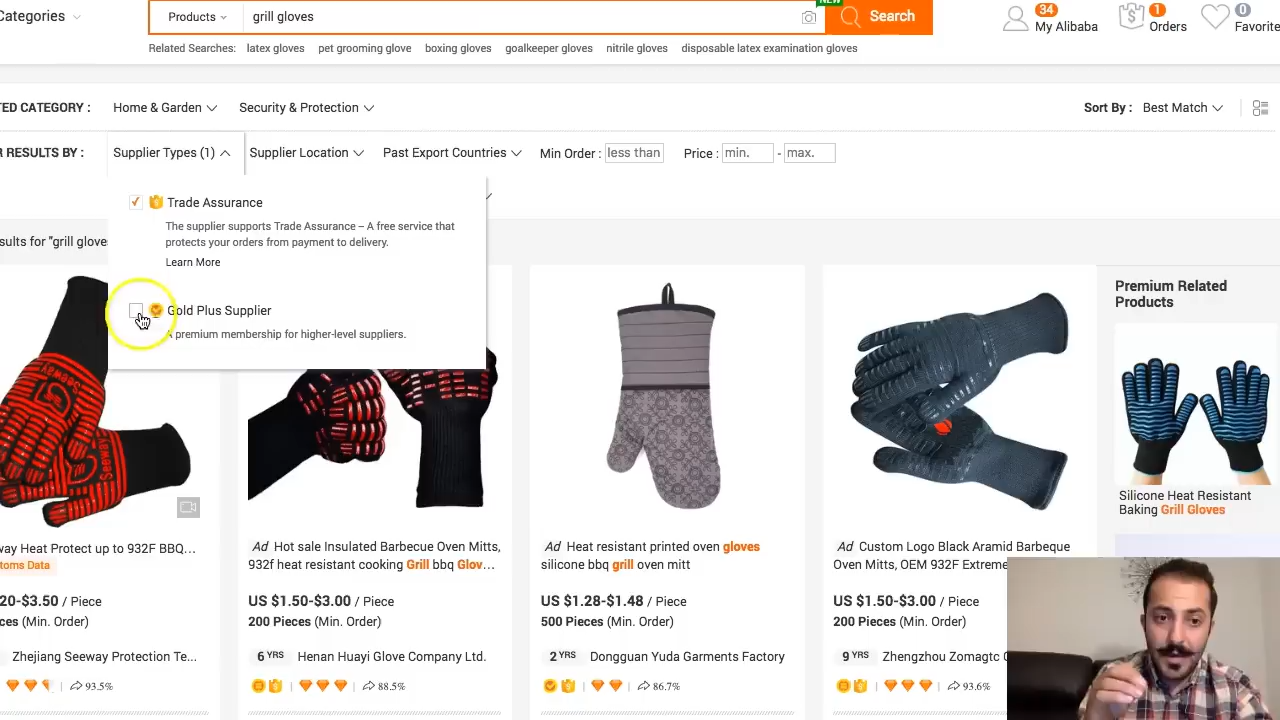 Categories
Products
grill gloves
NEW
Search
34
My Alibaba
1
Orders
0
Favorite
Related Searches: latex gloves pet grooming glove boxing gloves goalkeeper gloves nitrile gloves disposable latex examination gloves
TED CATEGORY : Home & Garden Security & Protection
Sort By : Best Match
R RESULTS BY : Supplier Types (1) Supplier Location Past Export Countries Min Order : less than Price : min. - max.
Trade Assurance
The supplier supports Trade Assurance – A free service that
protects your orders from payment to delivery.
Learn More
sults for "grill glove
Gold Plus Supplier
A premium membership for higher-level suppliers.
Premium Related
Products
Seeway
Seeway
Silicone Heat Resistant
Baking Grill Gloves
way Heat Protect up to 932F BBQ...
toms Data
20-$3.50 / Piece
ces (Min. Order)
Zhejiang Seeway Protection Te...
93.5%
Ad Hot sale Insulated Barbecue Oven Mitts,
932f heat resistant cooking Grill bbq Glov...
US $1.50-$3.00 / Piece
200 Pieces (Min. Order)
6 YRS Henan Huayi Glove Company Ltd.
88.5%
Ad Heat resistant printed oven gloves
silicone bbq grill oven mitt
US $1.28-$1.48 / Piece
500 Pieces (Min. Order)
2 YRS Dongguan Yuda Garments Factory
86.7%
Ad Custom Logo Black Aramid Barbeque
Oven Mitts, OEM 932F Extreme
US $1.50-$3.00 / Piece
200 Pieces (Min. Order)
9 YRS Zhengzhou Zomagtc C
93.6%